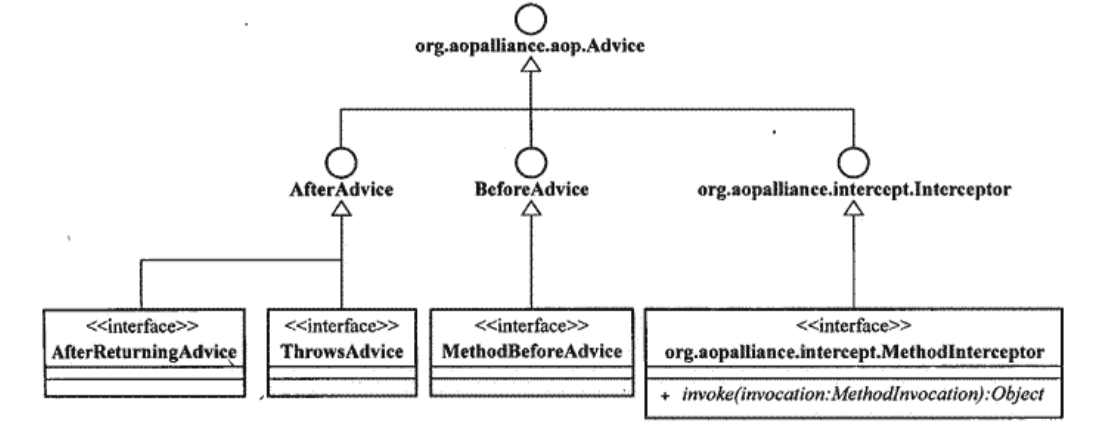 org.aopalliance.aop.Advice
AfterAdvice
BeforeAdvice
org.aopalliance.intercept.Interceptor
<<interface>>
AfterReturningAdvice
<<interface>>
ThrowsAdvice
<<interface>>
MethodBeforeAdvice
<<interface>>
org.aopalliance.intercept.MethodInterceptor
+ invoke(invocation:MethodInvocation):Object